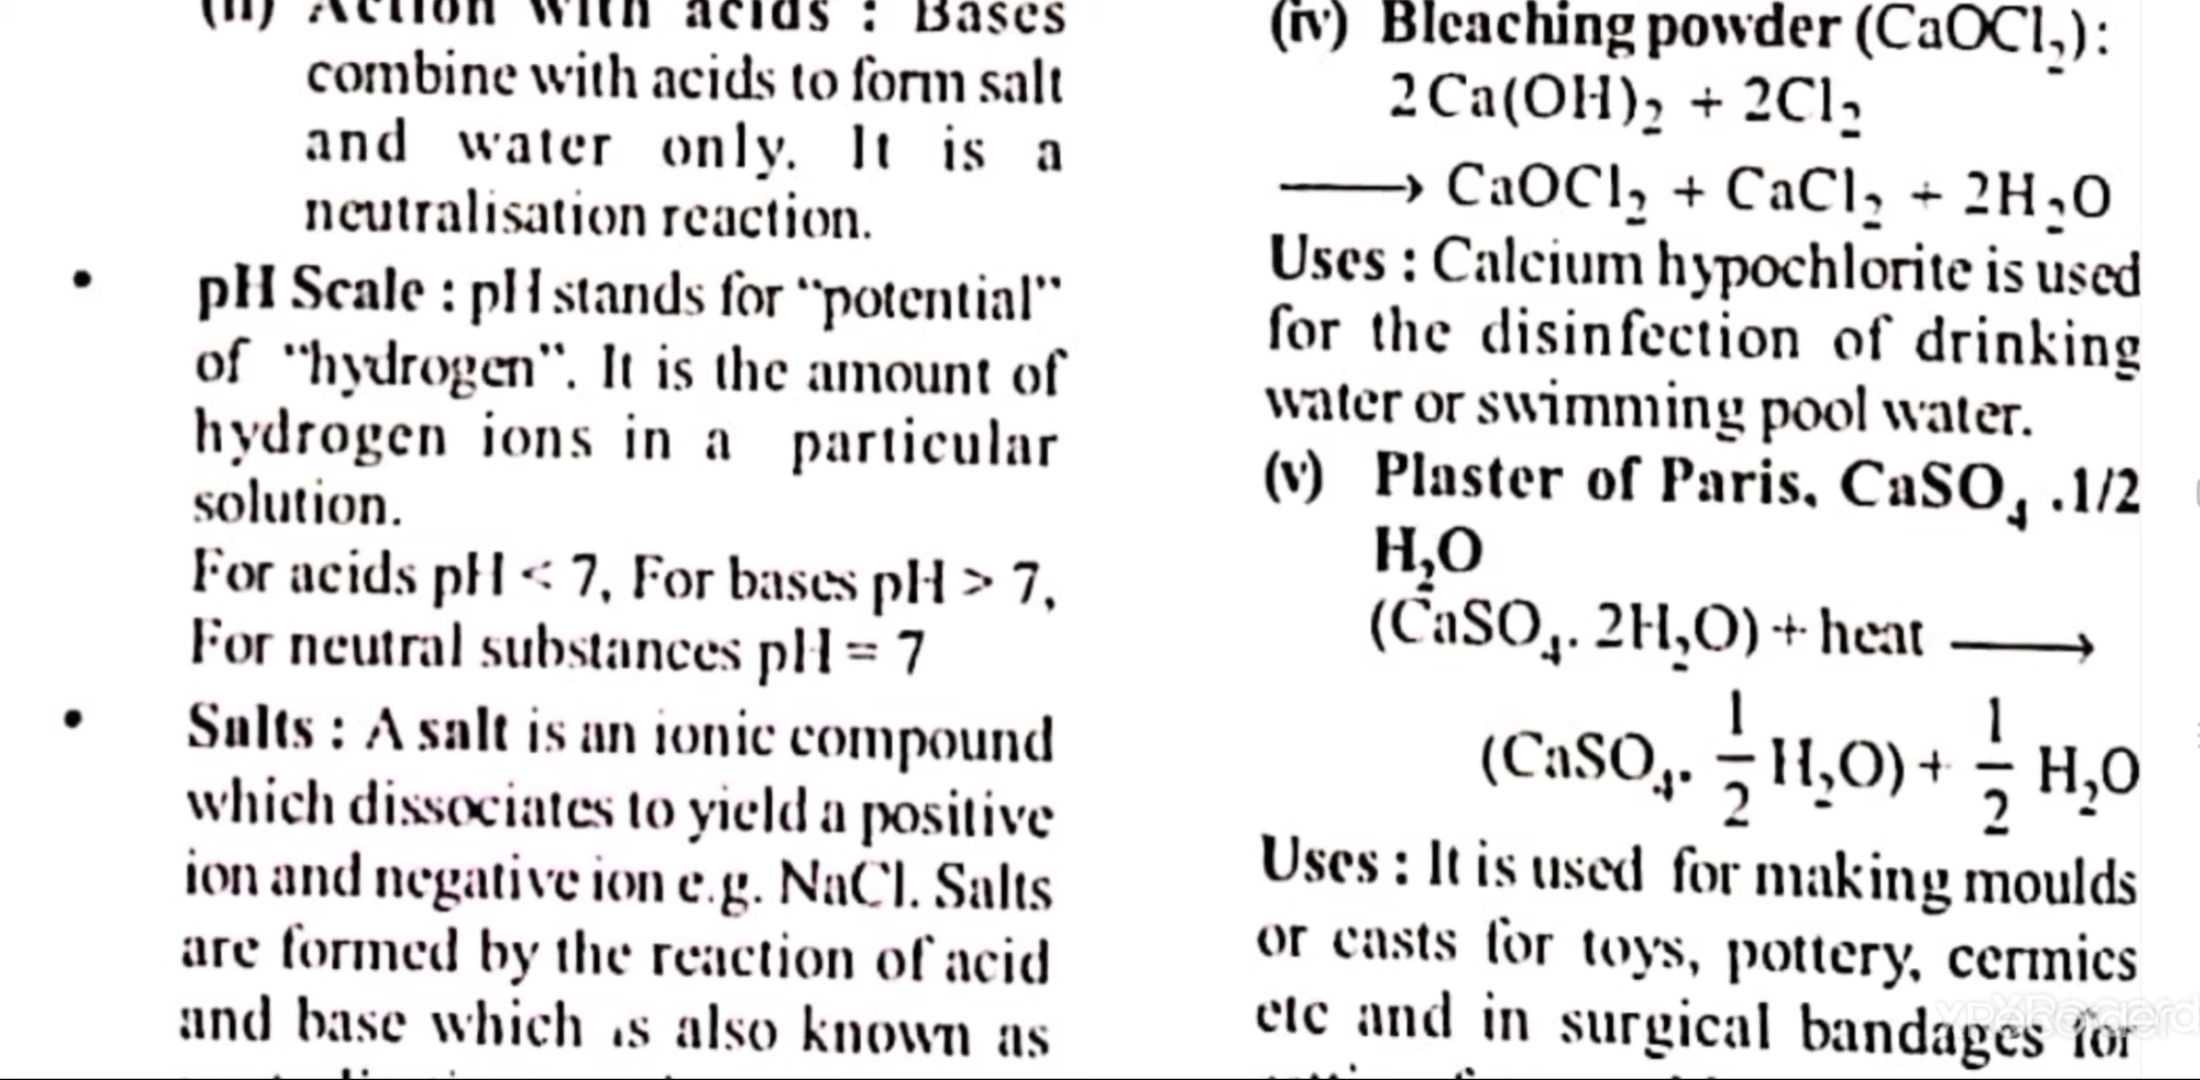 (ii) Action with acids : Bases
combine with acids to form salt
and water only. It is a
neutralisation reaction.
• pH Scale : pH stands for “potential”
of “hydrogen”. It is the amount of
hydrogen ions in a particular
solution.
For acids pH < 7, For bases pH > 7,
For neutral substances pH = 7
• Salts : A salt is an ionic compound
which dissociates to yield a positive
ion and negative ion e.g. NaCl. Salts
are formed by the reaction of acid
and base which is also known as
(iv) Bleaching powder (CaOCl₂) :
2Ca(OH)₂ + 2Cl₂
⟶ CaOCl₂ + CaCl₂ + 2H₂O
Uses : Calcium hypochlorite is used
for the disinfection of drinking
water or swimming pool water.
(v) Plaster of Paris, CaSO₄ .1/2
H₂O
(CaSO₄. 2H₂O) + heat ⟶
(CaSO₄. 1/2 H₂O) + 1/2 H₂O
Uses : It is used for making moulds
or casts for toys, pottery, cermics
etc and in surgical bandages for